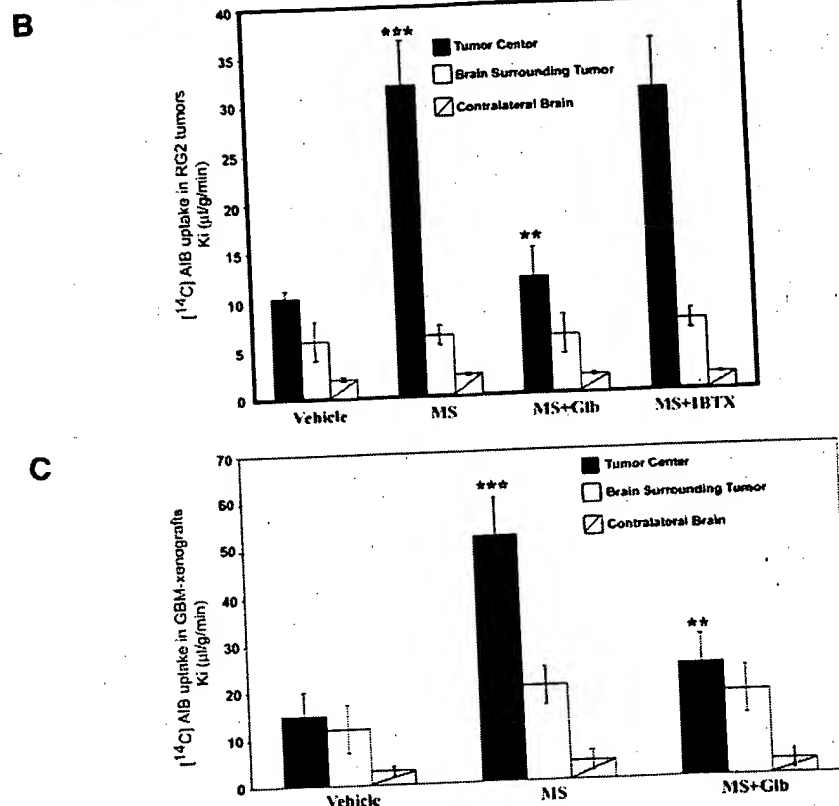 B
40
35
30
25
20
15
10
5
0
[14C] AIB uptake in RG2 tumors
Ki (µl/g/min)
***
**
Tumor Center
Brain Surrounding Tumor
Contralateral Brain
Vehicle
MS
MS+Glb
MS+IBTX
C
70
60
50
40
30
20
10
0
[14C] AIB uptake in GBM-xenografts
Ki (µl/g/min)
***
**
Tumor Center
Brain Surrounding Tumor
Contralateral Brain
Vehicle
MS
MS+Glb